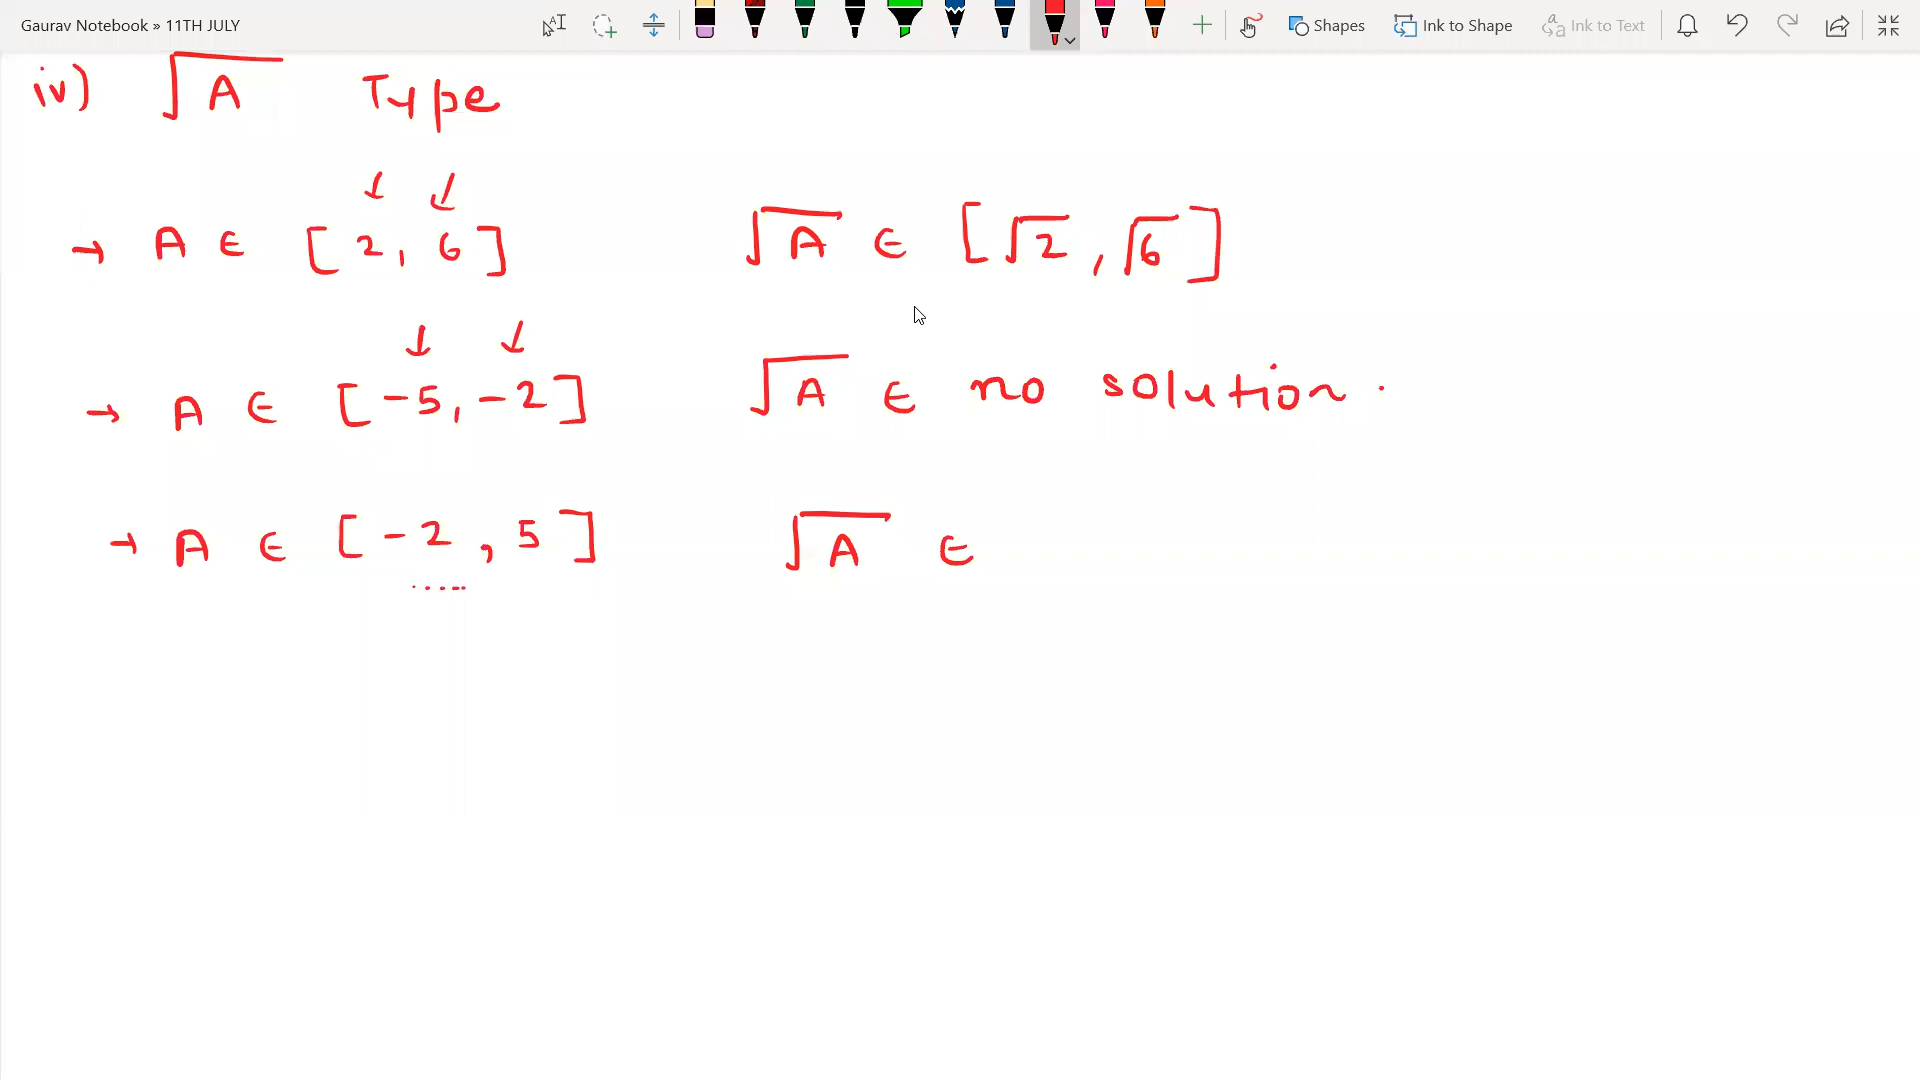 Gaurav Notebook » 11TH JULY
Shapes
Ink to Shape
Ink to Text
iv) √A Type
→ A ∈ [2, 6] √A ∈ [√2, √6]
→ A ∈ [-5, -2] √A ∈ no solution.
→ A ∈ [-2, 5] √A ∈